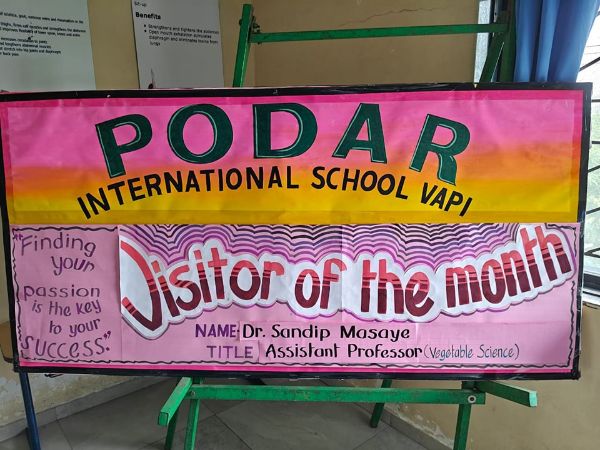 Benefits
PODAR
INTERNATIONAL SCHOOL VAPI
"Finding
your
passion
is the key
to your
success."
Visitor of the month
NAME: Dr. Sandip Masaye
TITLE Assistant Professor (Vegetable Science)